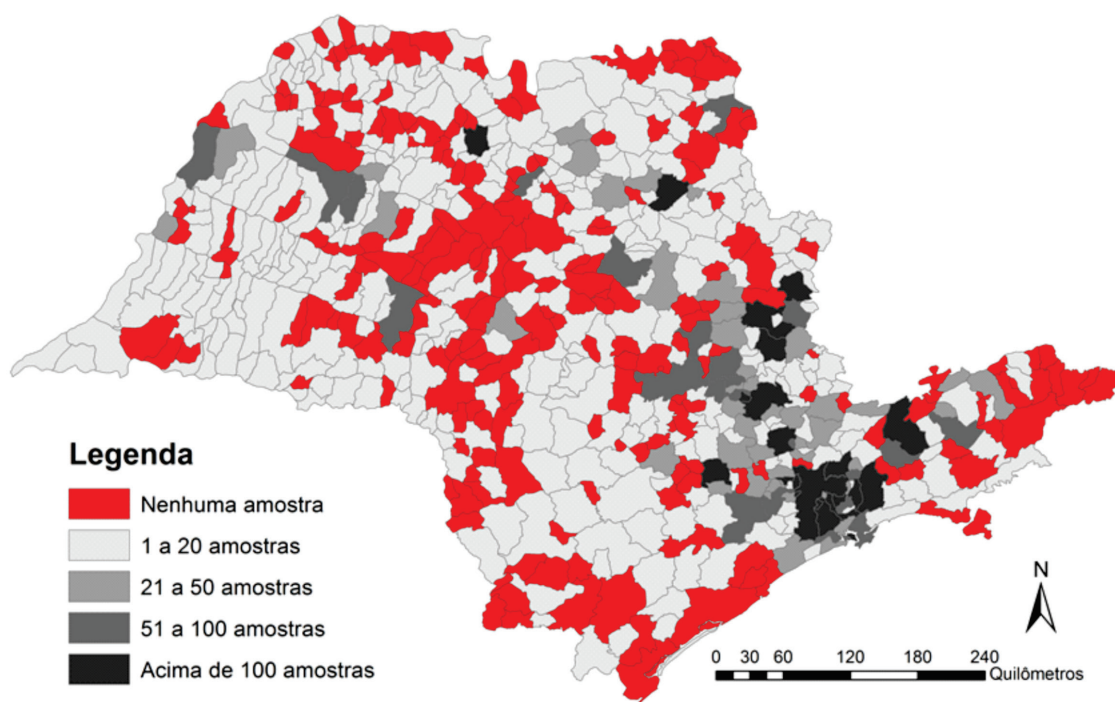 Legenda
Nenhuma amostra
1 a 20 amostras
21 a 50 amostras
51 a 100 amostras
Acima de 100 amostras
N
0 30 60 120 180 240
Quilômetros